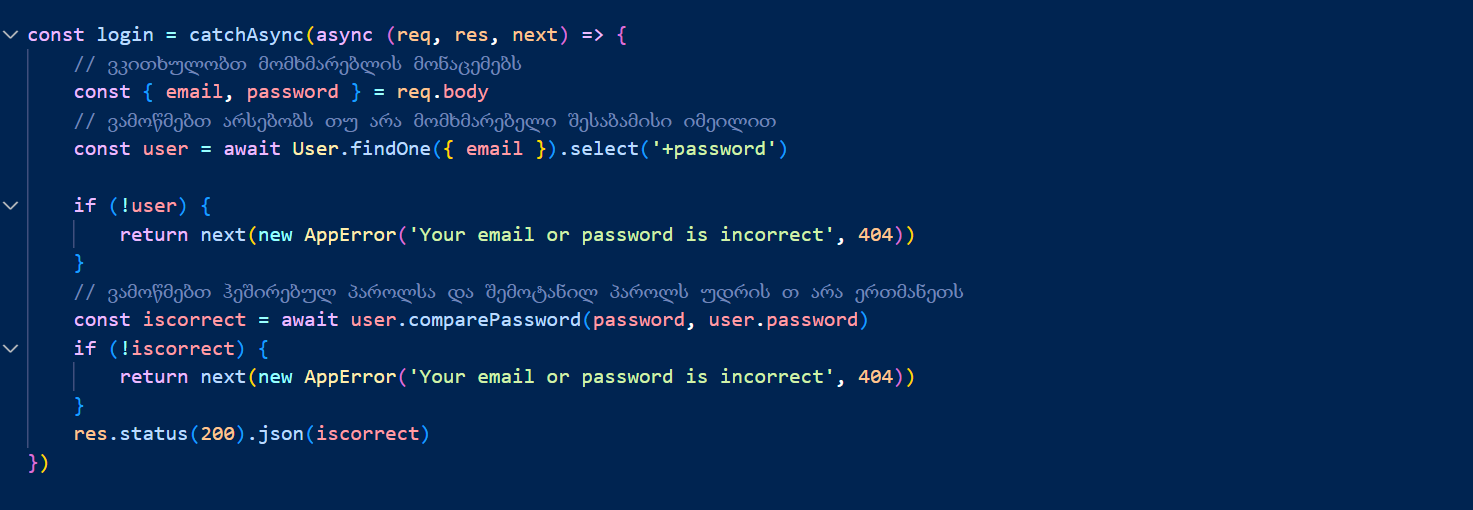 const login = catchAsync(async (req, res, next) => {
// ვკითხულობთ მომხმარებლის მონაცემებს
const { email, password } = req.body
// ვამოწმებთ არსებობს თუ არა მომხმარებელი შესაბამისი იმეილით
const user = await User.findOne({ email }).select('+password')
if (!user) {
return next(new AppError('Your email or password is incorrect', 404))
}
// ვამოწმებთ ჰეშირებულ პაროლსა და შემოტანილ პაროლს უდრის თ არა ერთმანეთს
const iscorrect = await user.comparePassword(password, user.password)
if (!iscorrect) {
return next(new AppError('Your email or password is incorrect', 404))
}
res.status(200).json(iscorrect)
})